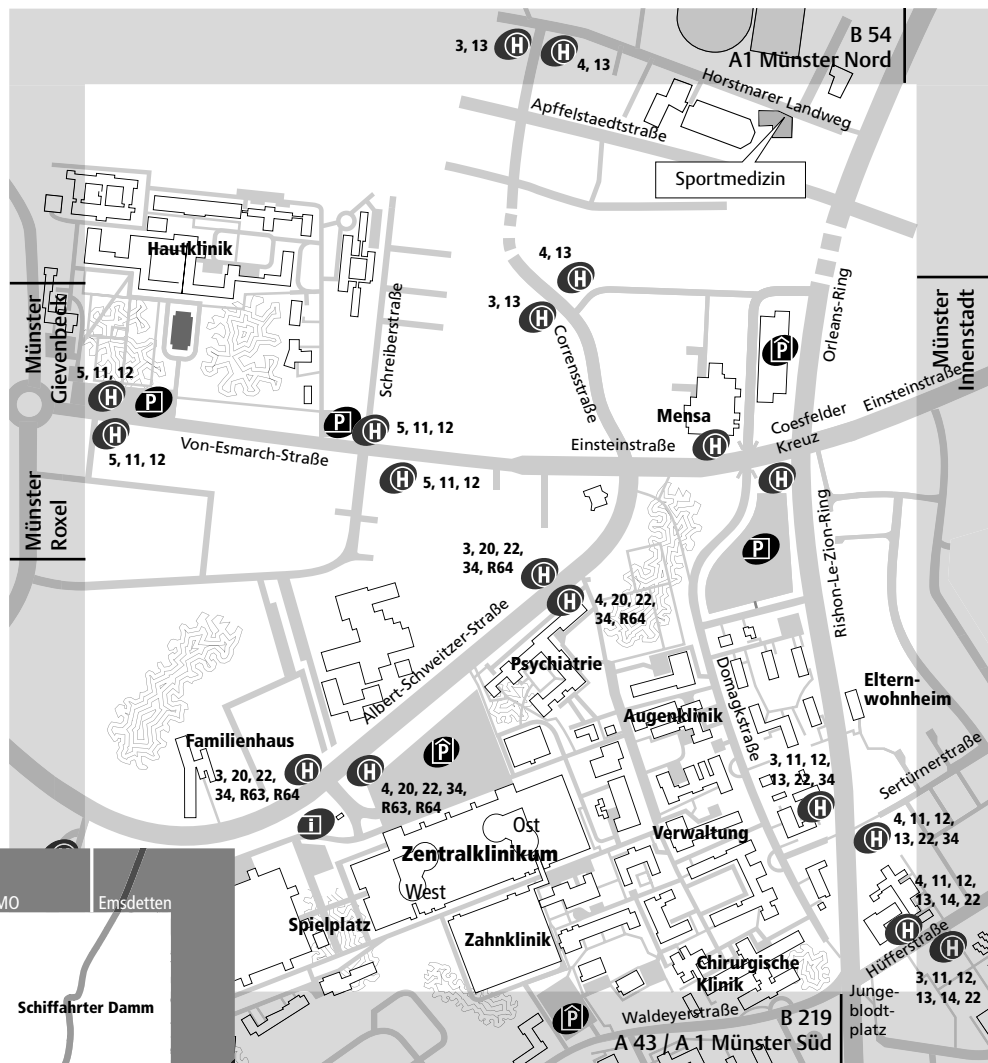 B 54
A1 Münster Nord
3, 13
H
H
4, 13
Horstmarer Landweg
Apffelstaedtstraße
Sportmedizin
Hautklinik
4, 13
H
3, 13
H
Corrensstraße
Schreiberstraße
Orleans-Ring
Münster
Gievenbeck
Münster
Innenstadt
P
5, 11, 12
H
P
P
H
5, 11, 12
H
5, 11, 12
Von-Esmarch-Straße
H
5, 11, 12
Mensa
Einsteinstraße
H
Coesfelder
Kreuz
Einsteinstraße
H
Münster
Roxel
P
Rishon-Le-Zion-Ring
3, 20, 22,
34, R64
H
H
4, 20, 22,
34, R64
Albert-Schweitzer-Straße
Psychiatrie
Domagkstraße
Augenklinik
Eltern-
wohnheim
Familienhaus
3, 20, 22,
34, R63, R64
H
H
4, 20, 22, 34,
R63, R64
P
3, 11, 12,
13, 22, 34
H
Sertürnerstraße
i
Ost
Zentralklinikum
West
Verwaltung
H
4, 11, 12,
13, 22, 34
4, 11, 12,
13, 14, 22
H
H
Hüfferstraße
3, 11, 12,
13, 14, 22
MO
Emsdetten
Spielplatz
Zahnklinik
Chirurgische
Klinik
Schiffahrter Damm
P
Waldeyerstraße
B 219
A 43 / A 1 Münster Süd
Junge-
blodt-
platz